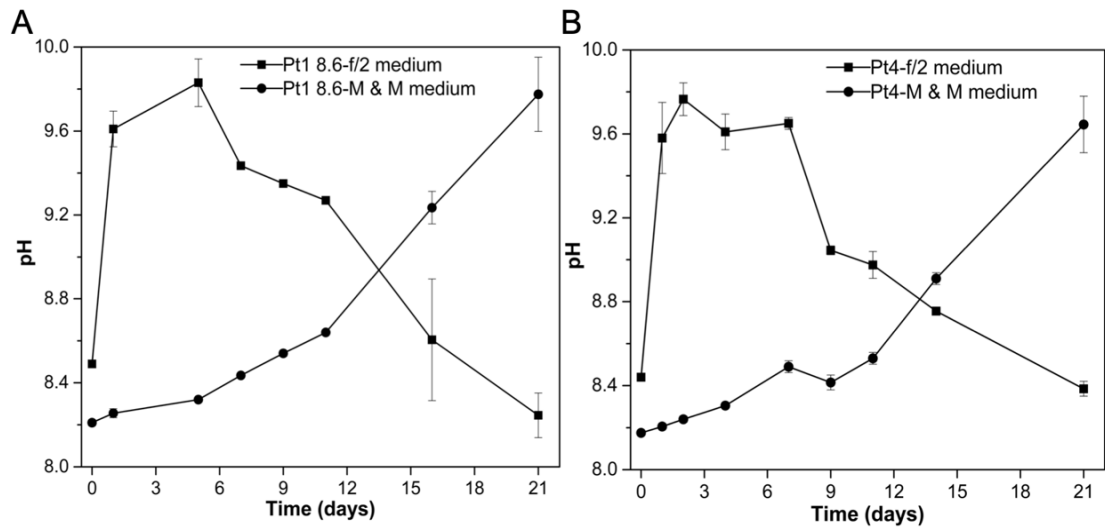 A
Pt1 8.6-f/2 medium
Pt1 8.6-M & M medium
pH
10.0
9.6
9.2
8.8
8.4
8.0
0 3 6 9 12 15 18 21
Time (days)
B
Pt4-f/2 medium
Pt4-M & M medium
pH
10.0
9.6
9.2
8.8
8.4
8.0
0 3 6 9 12 15 18 21
Time (days)